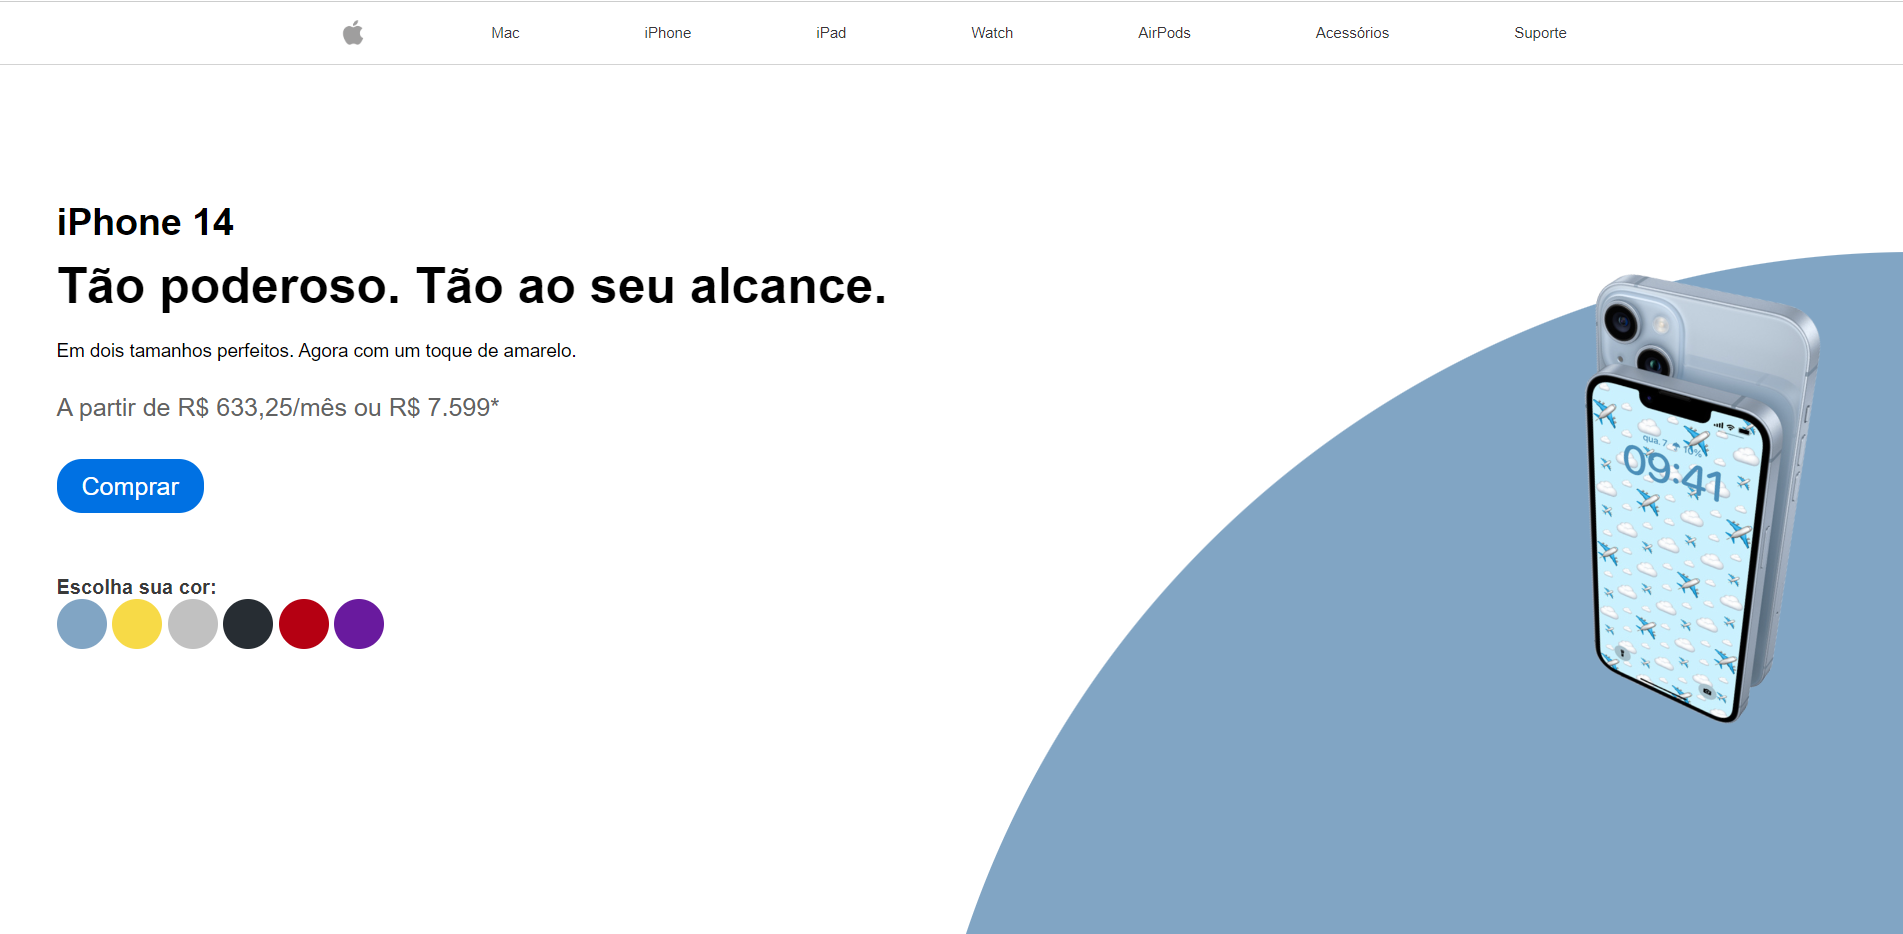 Mac iPhone iPad Watch AirPods Acessórios Suporte
iPhone 14
Tão poderoso. Tão ao seu alcance.
Em dois tamanhos perfeitos. Agora com um toque de amarelo.
A partir de R$ 633,25/mês ou R$ 7.599*
Comprar
Escolha sua cor:
qua. 7 10%
09:41